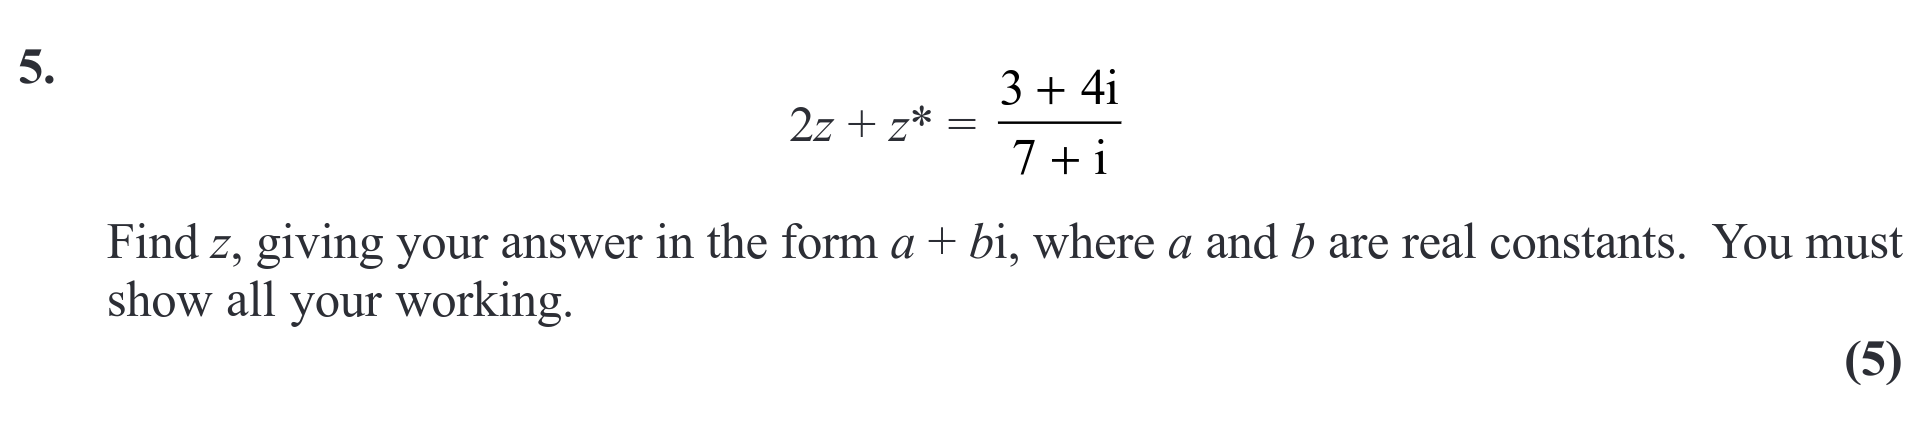 5.
2z + z* = \frac{3 + 4i}{7 + i}
Find z, giving your answer in the form a + bi, where a and b are real constants. You must
show all your working.
(5)